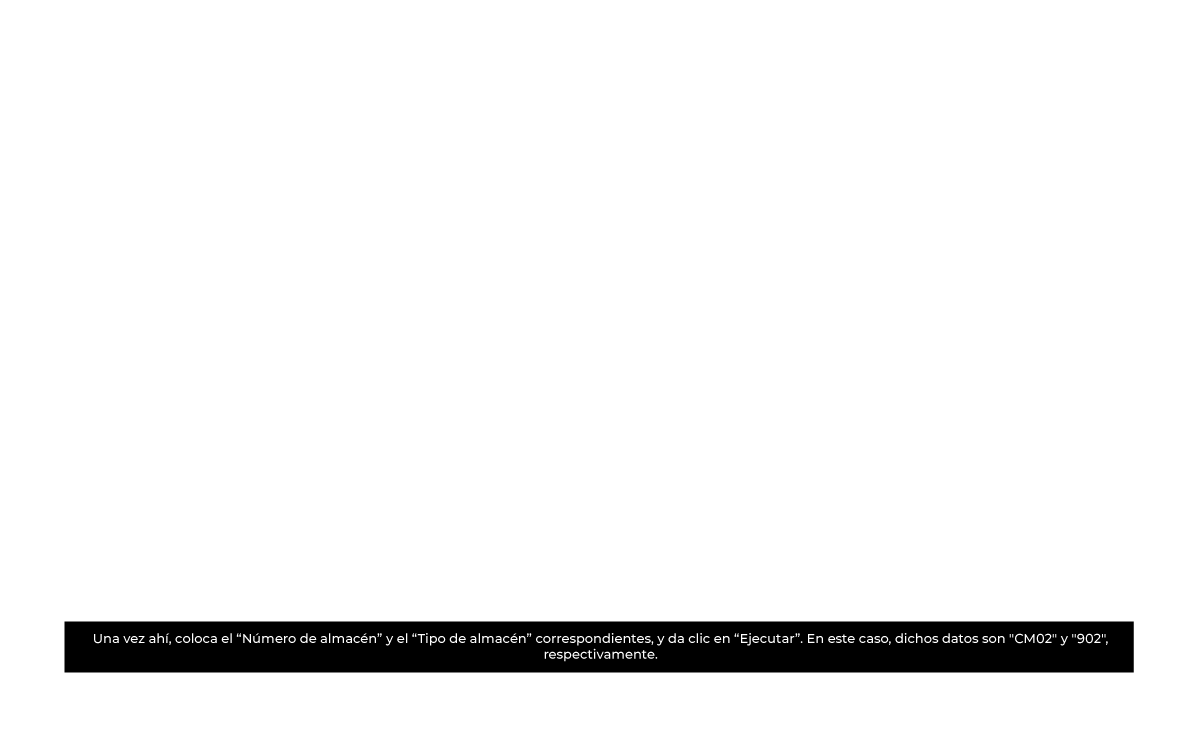 Una vez ahí, coloca el “Número de almacén” y el “Tipo de almacén” correspondientes, y da clic en “Ejecutar”. En este caso, dichos datos son "CM02" y "902",
respectivamente.